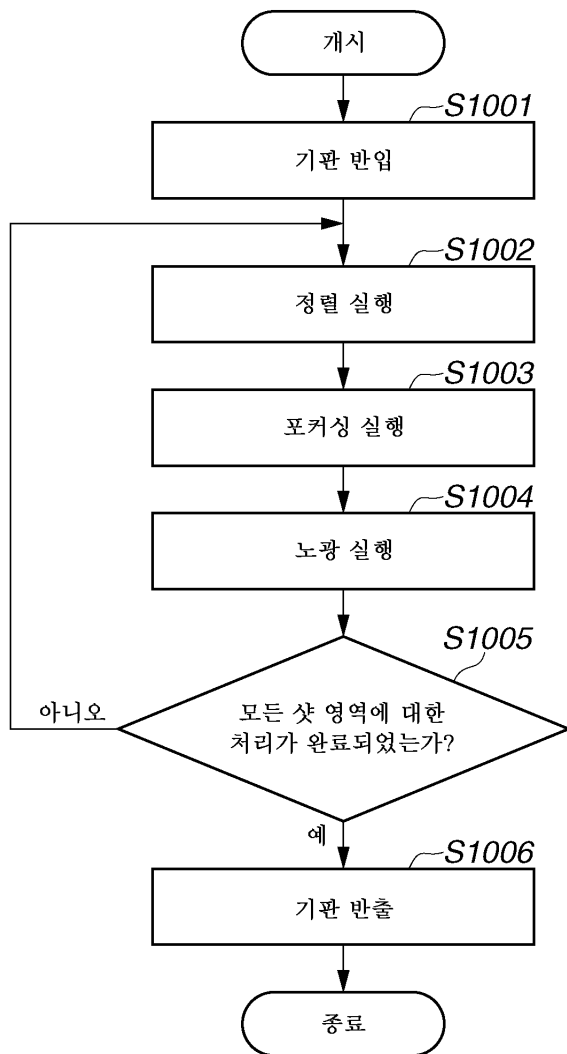 개시
S1001
기판 반입
S1002
정렬 실행
S1003
포커싱 실행
S1004
노광 실행
S1005
모든 샷 영역에 대한
처리가 완료되었는가?
아니오
예
S1006
기판 반출
종료